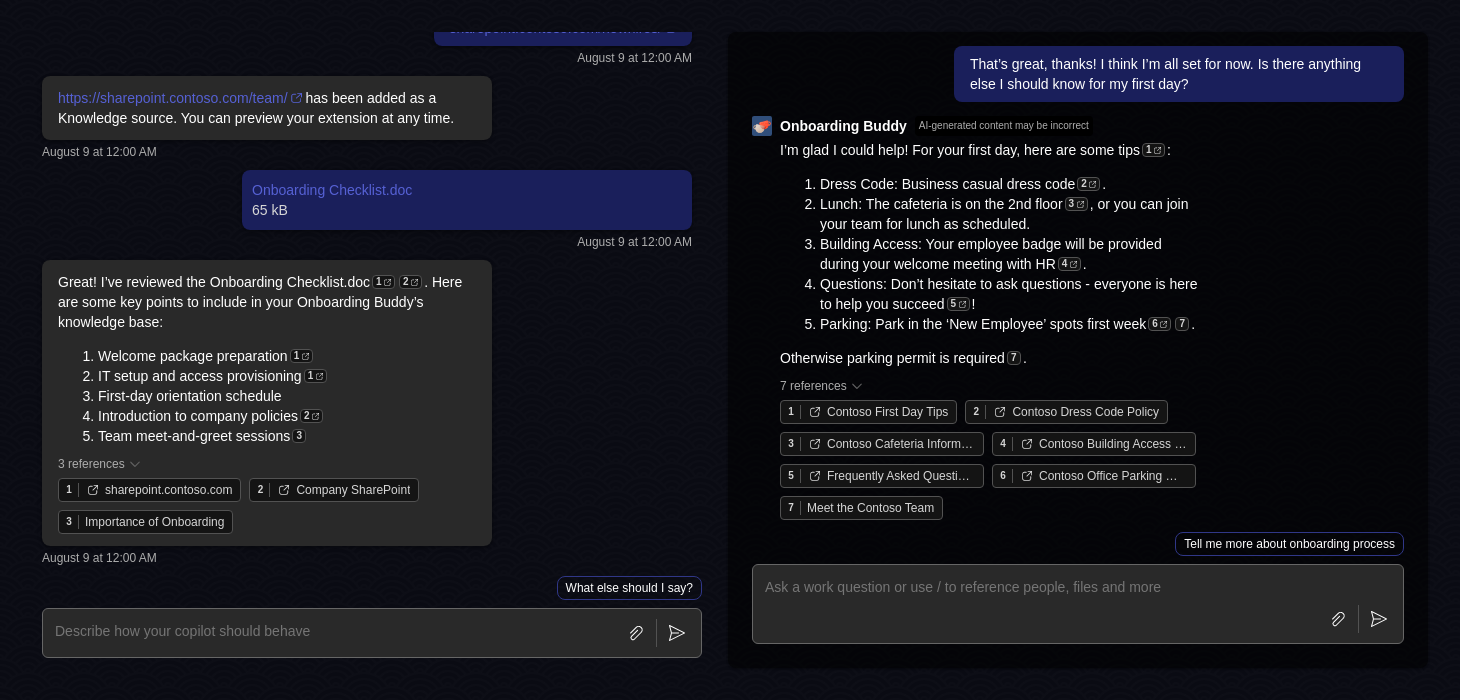 August 9 at 12:00 AM
https://sharepoint.contoso.com/team/ has been added as a
Knowledge source. You can preview your extension at any time.
August 9 at 12:00 AM
Onboarding Checklist.doc
65 kB
August 9 at 12:00 AM
Great! I’ve reviewed the Onboarding Checklist.doc 1 2 . Here
are some key points to include in your Onboarding Buddy’s
knowledge base:
1. Welcome package preparation 1
2. IT setup and access provisioning 1
3. First-day orientation schedule
4. Introduction to company policies 2
5. Team meet-and-greet sessions 3
3 references
1 sharepoint.contoso.com 2 Company SharePoint
3 Importance of Onboarding
August 9 at 12:00 AM
What else should I say?
Describe how your copilot should behave
That’s great, thanks! I think I’m all set for now. Is there anything
else I should know for my first day?
Onboarding Buddy AI-generated content may be incorrect
I’m glad I could help! For your first day, here are some tips 1 :
1. Dress Code: Business casual dress code 2 .
2. Lunch: The cafeteria is on the 2nd floor 3 , or you can join
your team for lunch as scheduled.
3. Building Access: Your employee badge will be provided
during your welcome meeting with HR 4 .
4. Questions: Don’t hesitate to ask questions - everyone is here
to help you succeed 5 !
5. Parking: Park in the ‘New Employee’ spots first week 6 7 .
Otherwise parking permit is required 7 .
7 references
1 Contoso First Day Tips 2 Contoso Dress Code Policy
3 Contoso Cafeteria Inform… 4 Contoso Building Access …
5 Frequently Asked Questi… 6 Contoso Office Parking …
7 Meet the Contoso Team
Tell me more about onboarding process
Ask a work question or use / to reference people, files and more